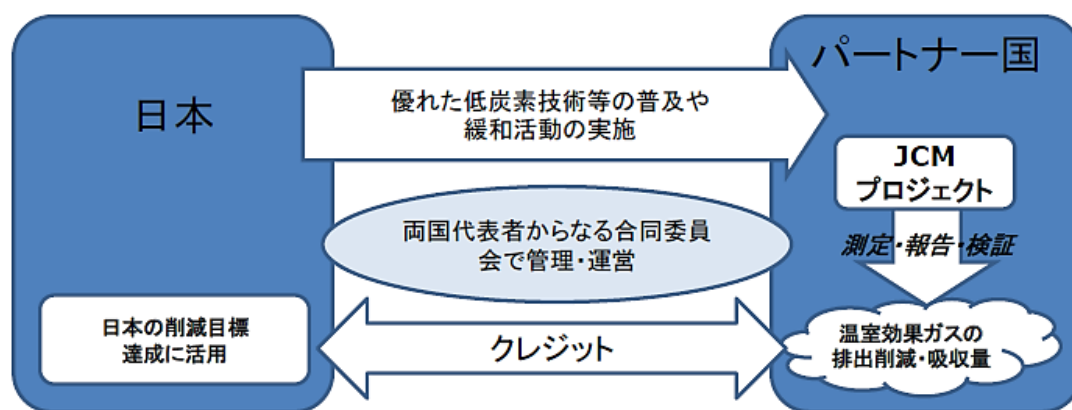 日本
パートナー国
優れた低炭素技術等の普及や
緩和活動の実施
JCM
プロジェクト
両国代表者からなる合同委員
会で管理・運営
測定・報告・検証
日本の削減目標
達成に活用
クレジット
温室効果ガスの
排出削減・吸収量